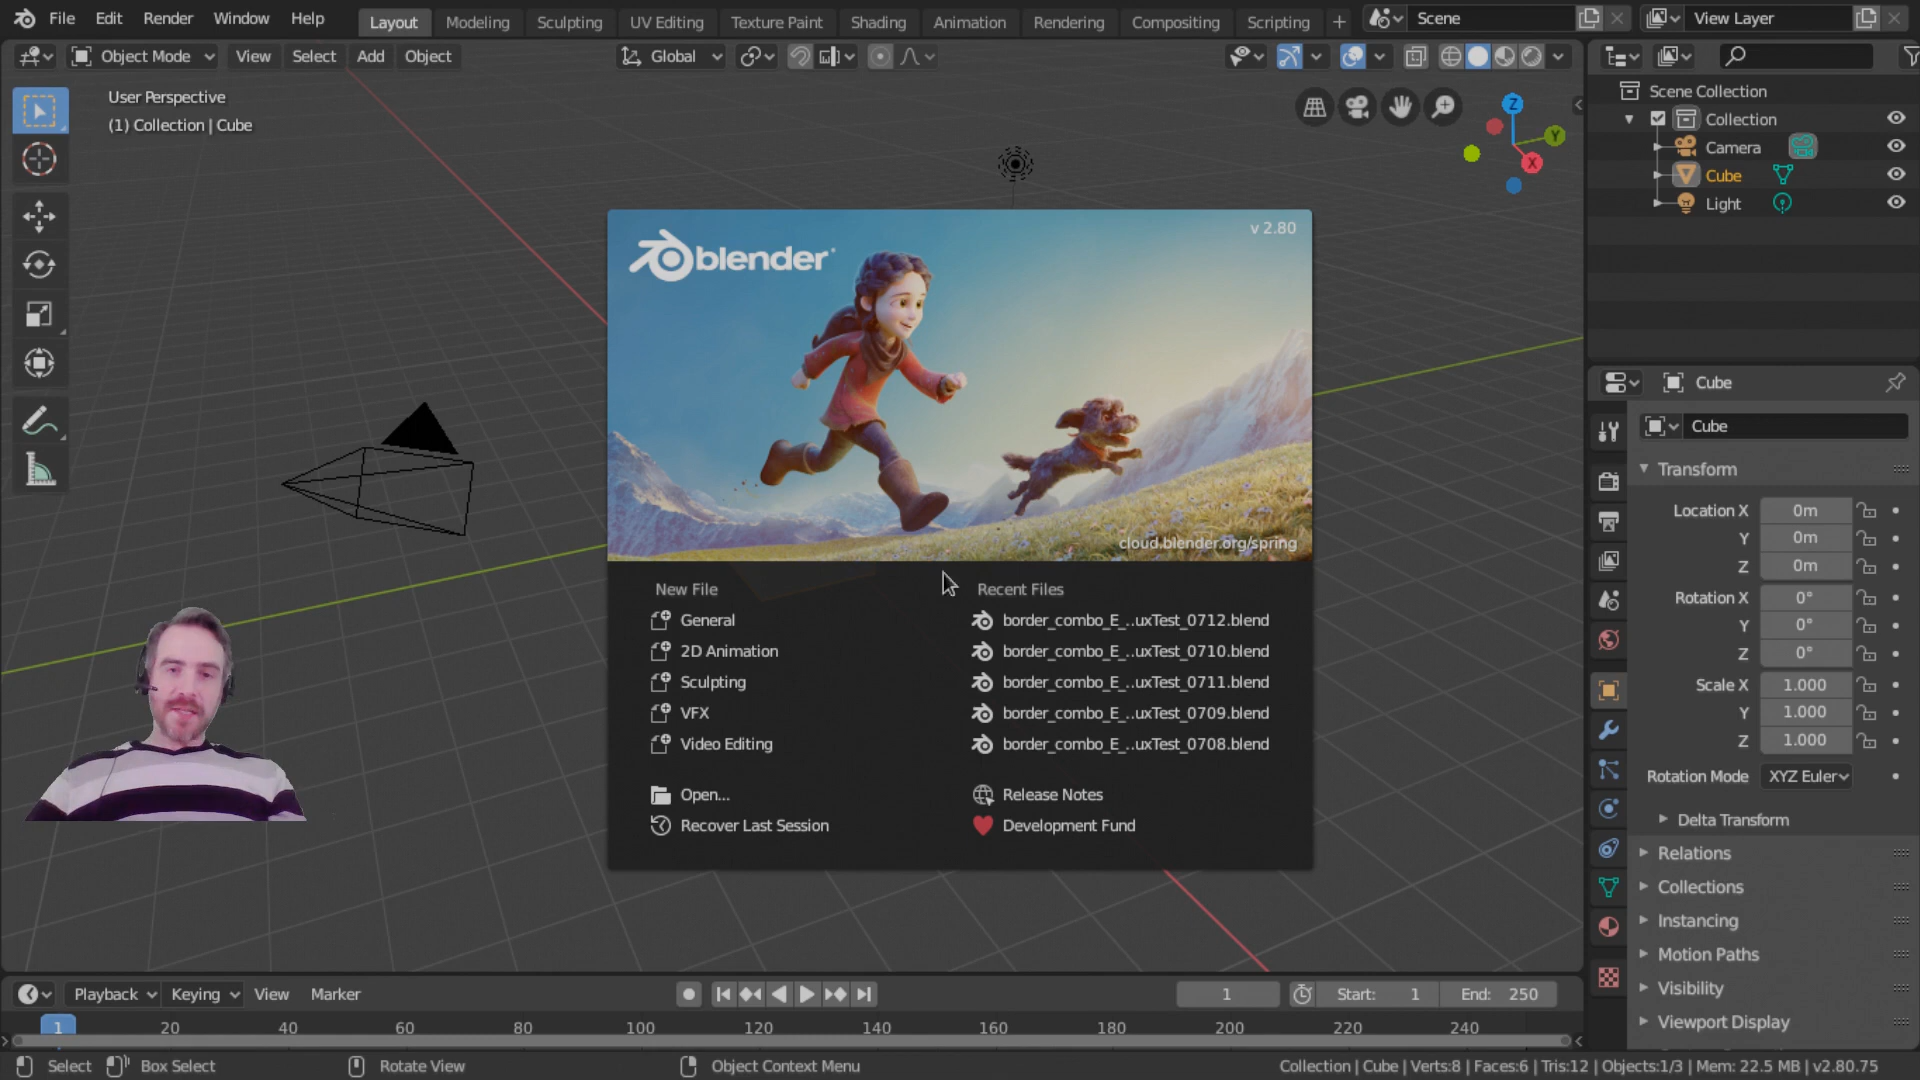 File Edit Render Window Help Layout Modeling Sculpting UV Editing Texture Paint Shading Animation Rendering Compositing Scripting + Scene View Layer
Object Mode View Select Add Object Global
User Perspective
(1) Collection | Cube
Z
Y
X
Scene Collection
Collection
Camera
Cube
Light
blender
v 2.80
cloud.blender.org/spring
New File
General
2D Animation
Sculpting
VFX
Video Editing
Open...
Recover Last Session
Recent Files
border_combo_E_..uxTest_0712.blend
border_combo_E_..uxTest_0710.blend
border_combo_E_..uxTest_0711.blend
border_combo_E_..uxTest_0709.blend
border_combo_E_..uxTest_0708.blend
Release Notes
Development Fund
Cube
Cube
Transform
Location X 0m
Y 0m
Z 0m
Rotation X 0°
Y 0°
Z 0°
Scale X 1.000
Y 1.000
Z 1.000
Rotation Mode XYZ Euler
Delta Transform
Relations
Collections
Instancing
Motion Paths
Visibility
Viewport Display
Playback Keying View Marker 1 Start: 1 End: 250
1 20 40 60 80 100 120 140 160 180 200 220 240
Select Box Select Rotate View Object Context Menu Collection | Cube | Verts:8 | Faces:6 | Tris:12 | Objects:1/3 | Mem: 22.5 MB | v2.80.75